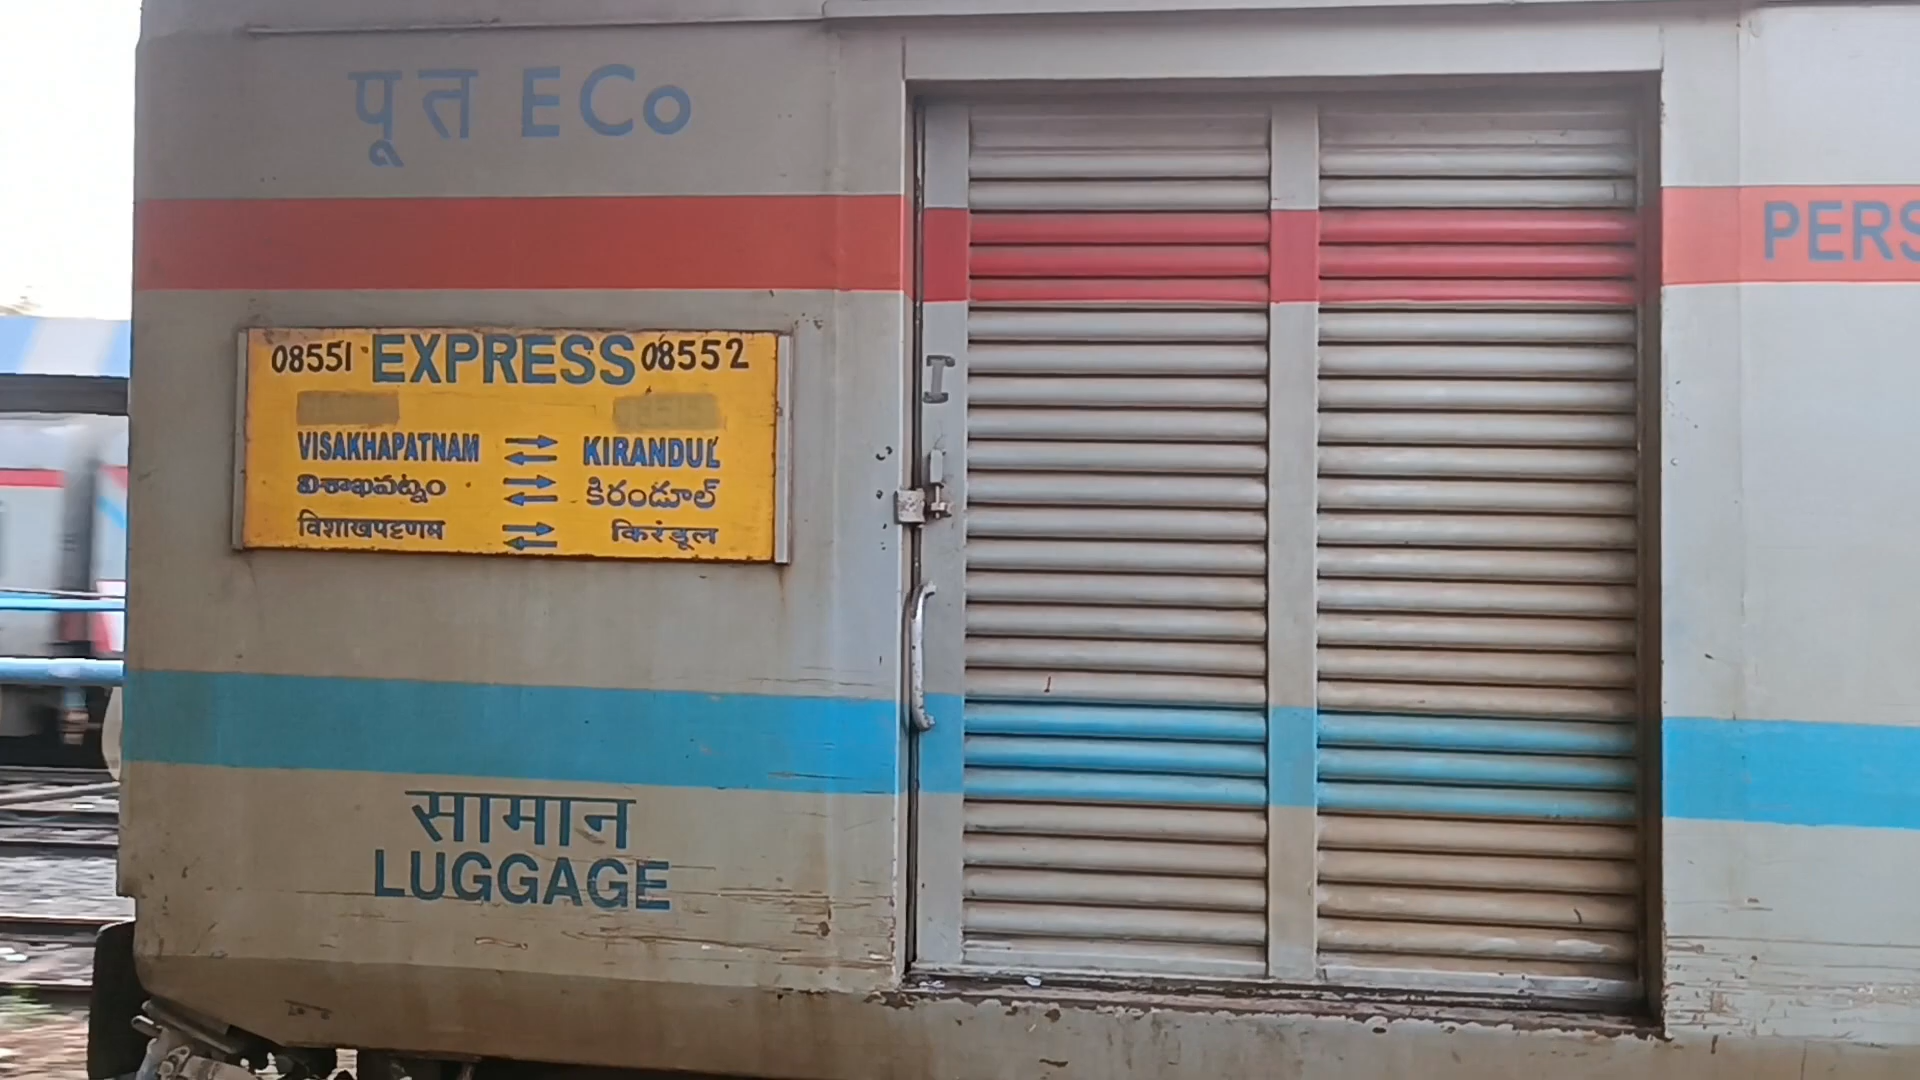 पू त ECo
PERS
08551 EXPRESS 08552
VISAKHAPATNAM ⇄ KIRANDUL
విశాఖపట్నం ⇄ కిరండూల్
विशाखपट्टणम ⇄ किरंडूल
सामान
LUGGAGE